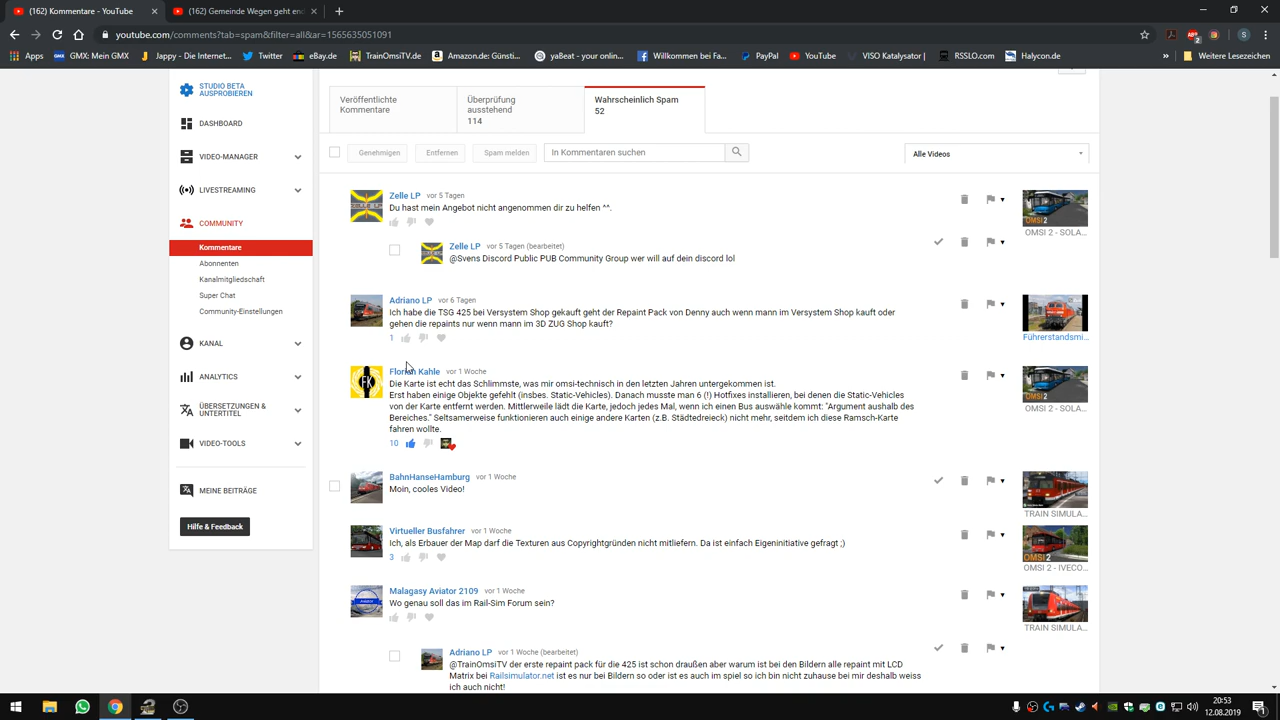 (162) Kommentare - YouTube
(162) Gemeinde Wegen geht en
youtube.com/comments?tab=spam&filter=all&ar=1565635051091
Apps
GMX: Mein GMX
Jappy - Die Internet...
Twitter
eBay.de
TrainOmsiTV.de
Amazon.de: Günsti...
yaBeat - your onlin...
Willkommen bei Fa...
PayPal
YouTube
VISO Katalysator |
RSSLO.com
Halycon.de
»
Weitere Lesezeichen
STUDIO BETA
AUSPROBIEREN
DASHBOARD
VIDEO-MANAGER
LIVESTREAMING
COMMUNITY
Kommentare
Abonnenten
Kanalmitgliedschaft
Super Chat
Community-Einstellungen
KANAL
ANALYTICS
ÜBERSETZUNGEN &
UNTERTITEL
VIDEO-TOOLS
MEINE BEITRÄGE
Hilfe & Feedback
Veröffentlichte
Kommentare
Überprüfung
ausstehend
114
Wahrscheinlich Spam
52
Genehmigen
Entfernen
Spam melden
In Kommentaren suchen
Alle Videos
Zelle LP vor 5 Tagen
Du hast mein Angebot nicht angenommen dir zu helfen ^^.
OMSI 2
OMSI 2 - SOLA...
Zelle LP vor 5 Tagen (bearbeitet)
@Svens Discord Public PUB Community Group wer will auf dein discord lol
Adriano LP vor 6 Tagen
Ich habe die TSG 425 bei Versystem Shop gekauft geht der Repaint Pack von Denny auch wenn mann im Versystem Shop kauft oder
gehen die repaints nur wenn mann im 3D ZUG Shop kauft?
1
Führerstandsmi...
Florian Kahle vor 1 Woche
Die Karte ist echt das Schlimmste, was mir omsi-technisch in den letzten Jahren untergekommen ist.
Erst haben einige Objekte gefehlt (insbes. Static-Vehicles). Danach musste man 6 (!) Hotfixes installieren, bei denen die Static-Vehicles
von der Karte entfernt werden. Mittlerweile lädt die Karte, jedoch jedes Mal, wenn ich einen Bus auswähle kommt: "Argument aushalb des
Bereiches." Seltsamerweise funktionieren auch einige andere Karten (z.B. Städtedreieck) nicht mehr, seitdem ich diese Ramsch-Karte
fahren wollte.
10
OMSI 2
OMSI 2 - SOLA...
BahnHanseHamburg vor 1 Woche
Moin, cooles Video!
TRAIN SIMULA...
Virtueller Busfahrer vor 1 Woche
Ich, als Erbauer der Map darf die Texturen aus Copyrightgründen nicht mitliefern. Da ist einfach Eigeninitiative gefragt ;)
3
OMSI 2
OMSI 2 - IVECO...
Malagasy Aviator 2109 vor 1 Woche
Wo genau soll das im Rail-Sim Forum sein?
TRAIN SIMULA...
Adriano LP vor 1 Woche (bearbeitet)
@TrainOmsiTV der erste repaint pack für die 425 ist schon draußen aber warum ist bei den Bildern alle repaint mit LCD
Matrix bei Railsimulator.net ist es nur bei Bildern so oder ist es auch im spiel so ich bin nicht zuhause bei mir deshalb weiss
ich auch nicht!
20:53
12.08.2019